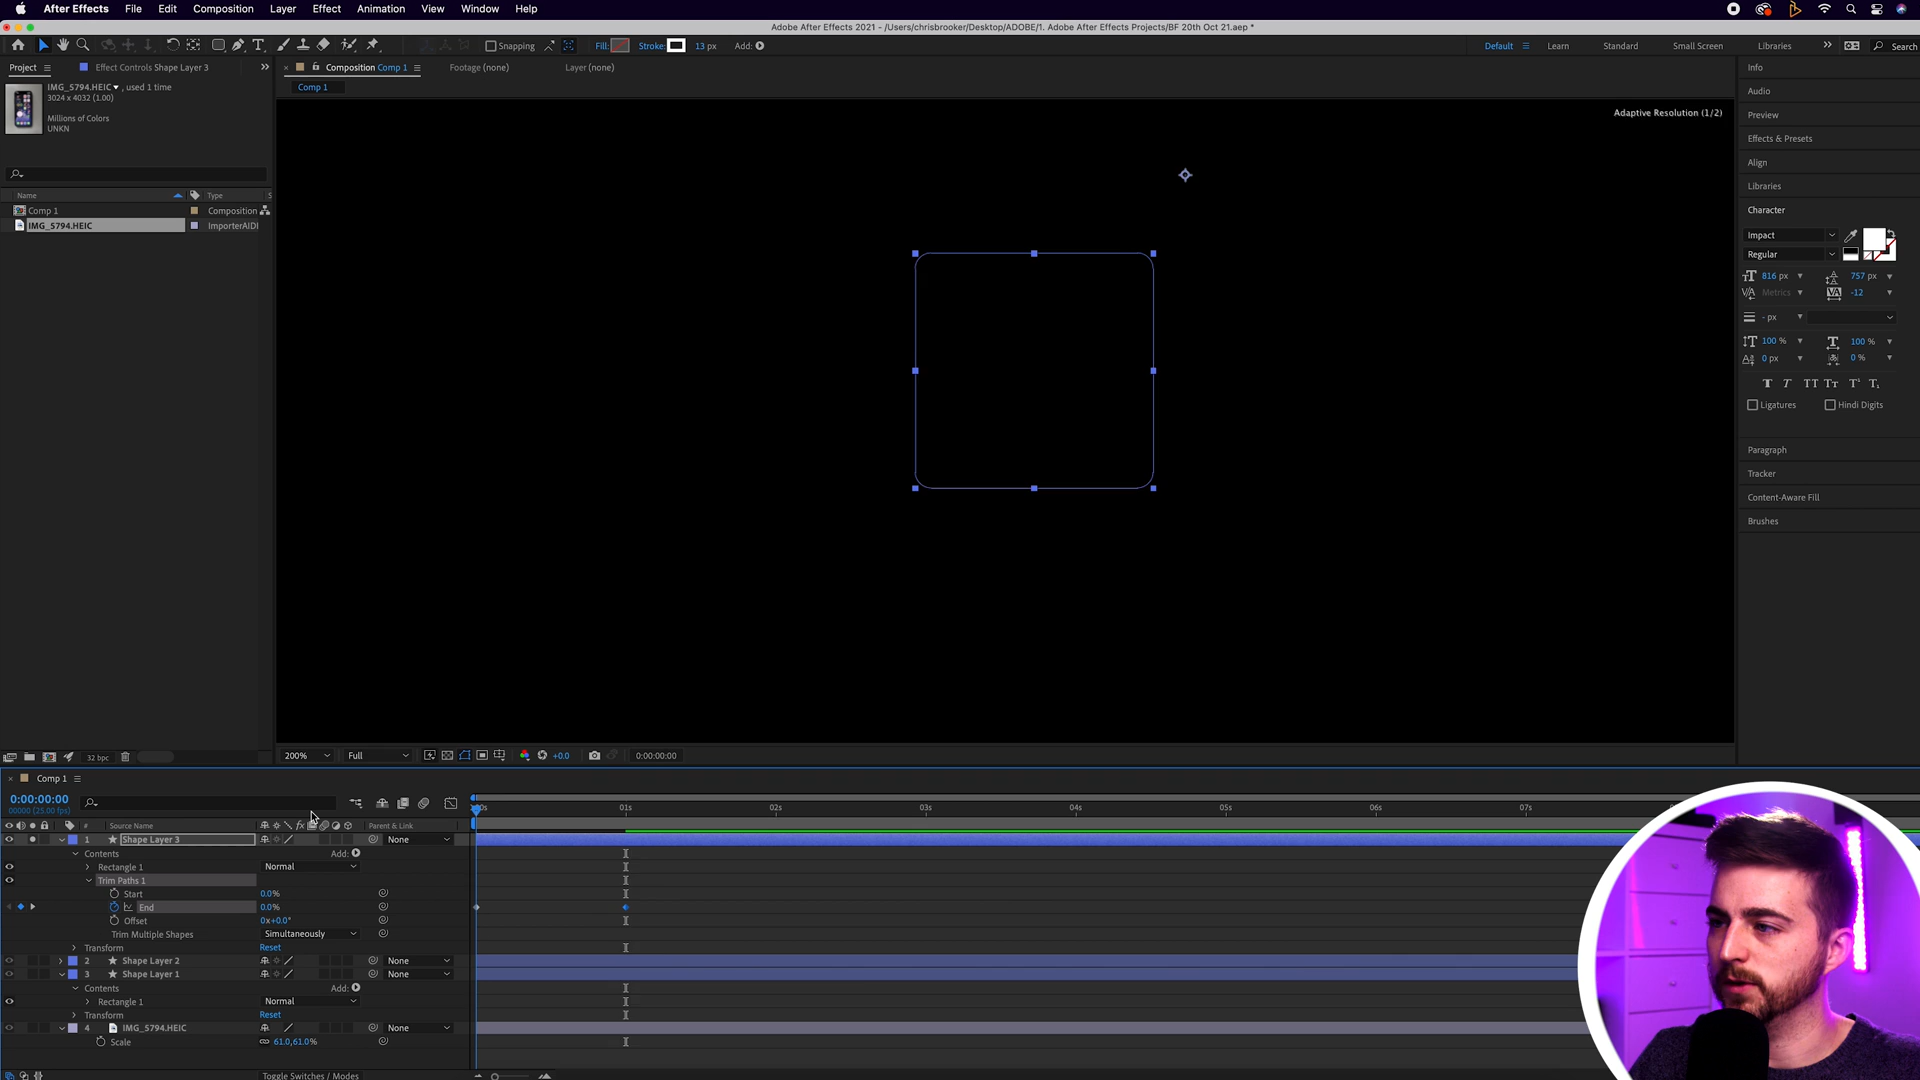 After Effects File Edit Composition Layer Effect Animation View Window Help
Adobe After Effects 2021 - /Users/chrisbrooker/Desktop/ADOBE/1. Adobe After Effects Projects/BF 20th Oct 21.aep *
Snapping Fill: Stroke: 13 px Add: Default Learn Standard Small Screen Libraries Search
Project Effect Controls Shape Layer 3 Composition Comp 1 Footage (none) Layer (none) Info
IMG_5794.HEIC , used 1 time
3024 x 4032 (1.00)
Millions of Colors
UNKN
Comp 1
Adaptive Resolution (1/2)
Name Type S
Comp 1 Composition
IMG_5794.HEIC ImporterAIDI
Audio
Preview
Effects & Presets
Align
Libraries
Character
Impact
Regular
816 px 757 px
Metrics -12
- px
100 % 100 %
0 px 0 %
Ligatures Hindi Digits
Paragraph
Tracker
Content-Aware Fill
Brushes
32 bpc 200% Full +0.0 0:00:00:00
Comp 1
0:00:00:00
00000 (25.00 fps)
01s 02s 03s 04s 05s 06s 07s
# Source Name Parent & Link
1 Shape Layer 3 None
Contents Add:
Rectangle 1 Normal
Trim Paths 1
Start 0.0%
End 0.0%
Offset 0x+0.0°
Trim Multiple Shapes Simultaneously
Transform Reset
2 Shape Layer 2 None
3 Shape Layer 1 None
Contents Add:
Rectangle 1 Normal
Transform Reset
4 IMG_5794.HEIC None
Scale 61.0,61.0%
Toggle Switches / Modes